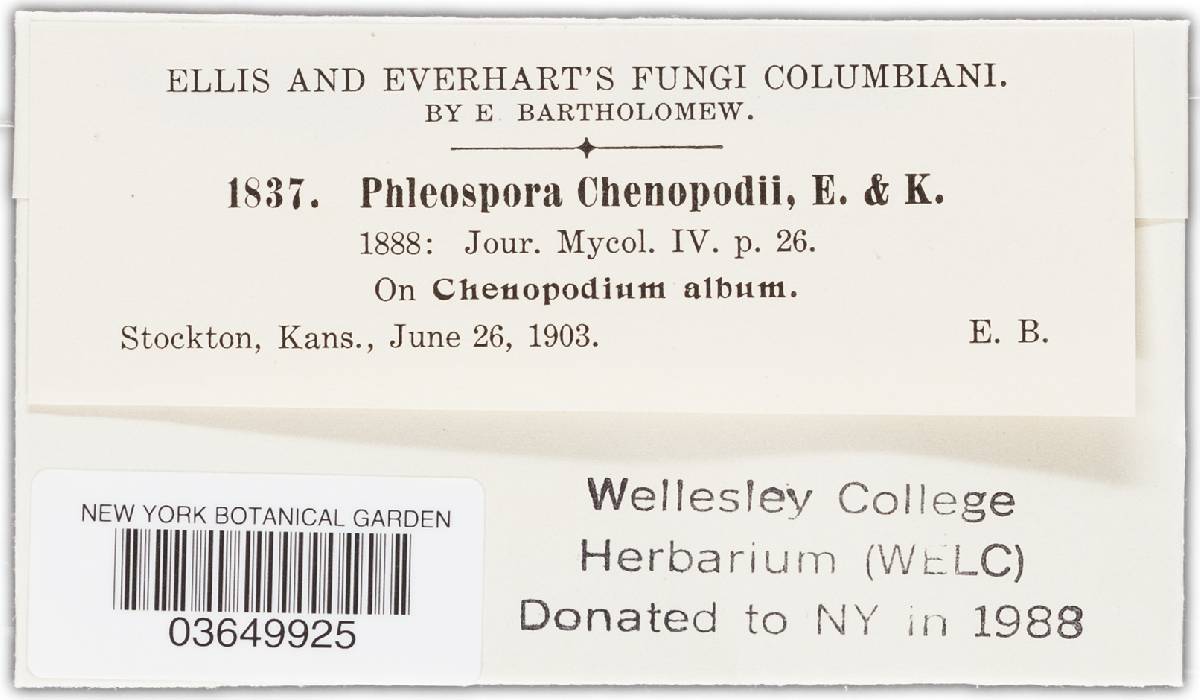 ELLIS AND EVERHART'S FUNGI COLUMBIANI.
BY E BARTHOLOMEW.
1837. Phleospora Chenopodii, E. & K.
1888: Jour. Mycol. IV. p. 26.
On Chenopodium album.
Stockton, Kans., June 26, 1903. E. B.
NEW YORK BOTANICAL GARDEN
03649925
Wellesley College
Herbarium (WELC)
Donated to NY in 1988